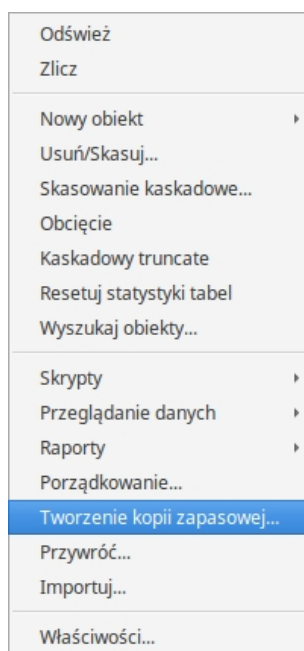 Odśwież
Zlicz
Nowy obiekt
Usuń/Skasuj...
Skasowanie kaskadowe...
Obcięcie
Kaskadowy truncate
Resetuj statystyki tabel
Wyszukaj obiekty...
Skrypty
Przeglądanie danych
Raporty
Porządkowanie...
Tworzenie kopii zapasowej...
Przywróć...
Importuj...
Właściwości...